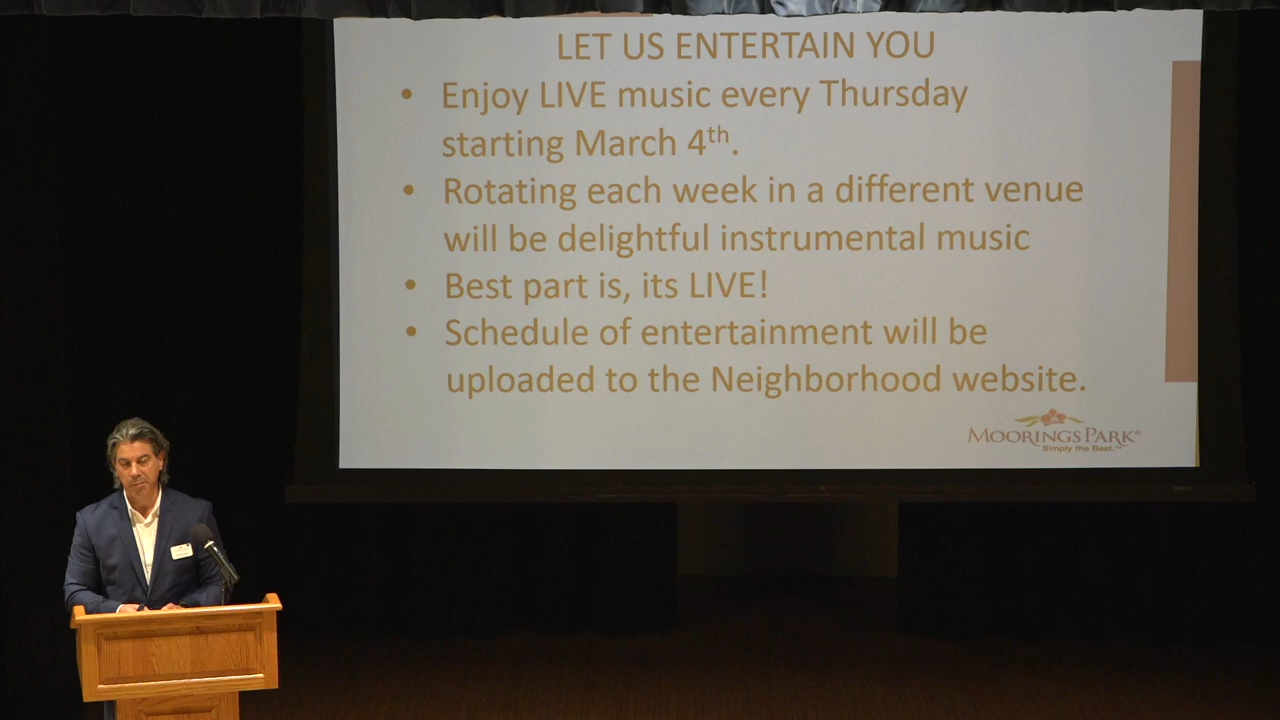 LET US ENTERTAIN YOU
• Enjoy LIVE music every Thursday
starting March 4th.
• Rotating each week in a different venue
will be delightful instrumental music
• Best part is, its LIVE!
• Schedule of entertainment will be
uploaded to the Neighborhood website.
MOORINGS PARK®
Simply the Best.™